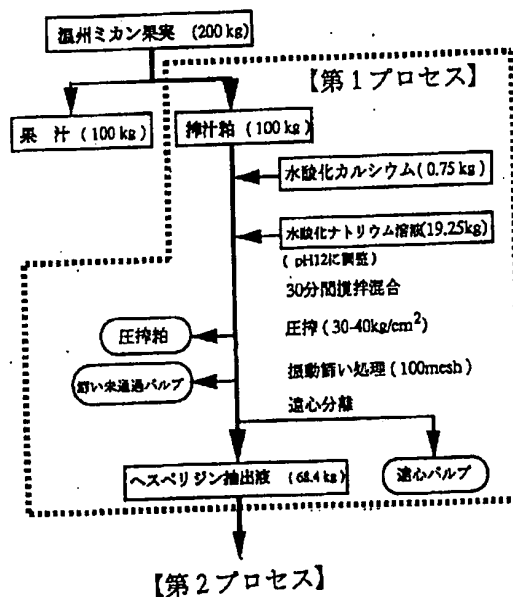 温州ミカン果実 (200 kg)
【第1プロセス】
果 汁 (100 kg)
搾汁粕 (100 kg)
水酸化カルシウム (0.75 kg)
水酸化ナトリウム溶液(19.25kg)
( pH12に調整)
30分間攪拌混合
圧搾粕
圧搾 (30-40kg/cm²)
篩い未通過パルプ
振動篩い処理 (100mesh)
遠心分離
ヘスペリジン抽出液 (68.4 kg)
遠心パルプ
【第2プロセス】